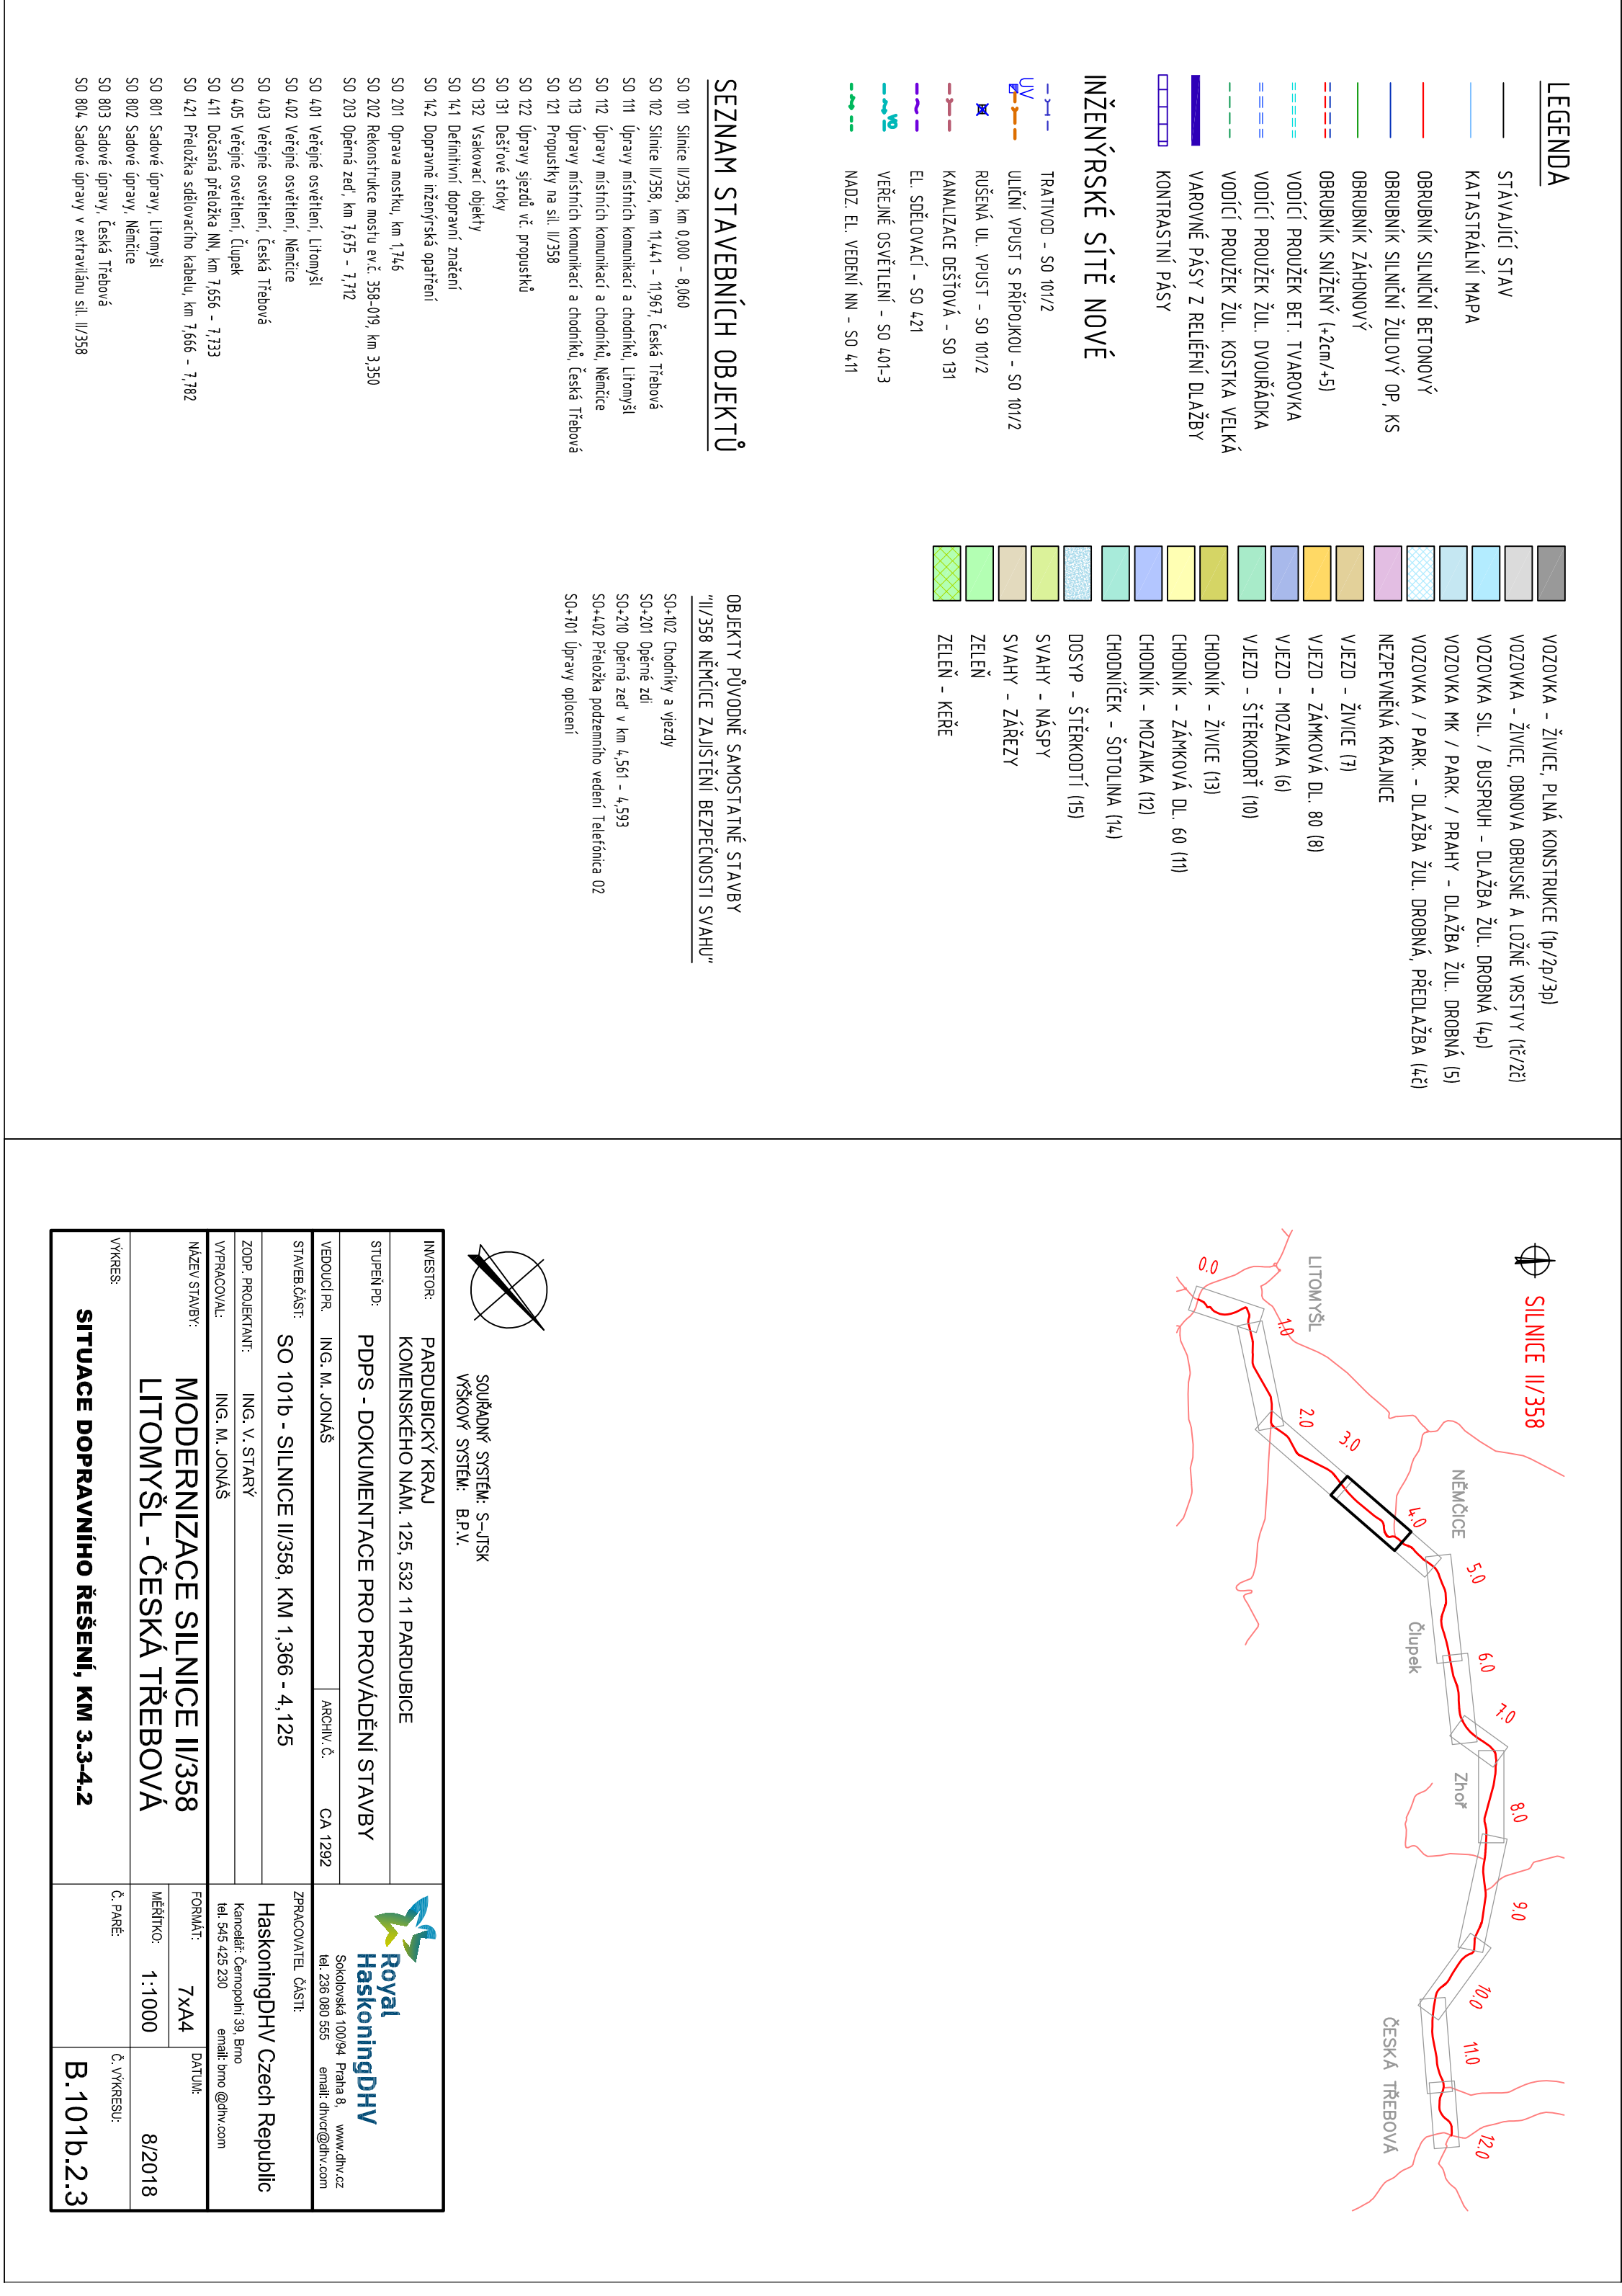 LEGENDA
STÁVAJÍCÍ STAV
KATASTRÁLNÍ MAPA
OBRUBNÍK SILNIČNÍ BETONOVÝ
OBRUBNÍK SILNIČNÍ ŽULOVÝ OP, KS
OBRUBNÍK ZÁHONOVÝ
OBRUBNÍK SNÍŽENÝ (+2cm/+5)
VODÍCÍ PROUŽEK BET. TVAROVKA
VODÍCÍ PROUŽEK ŽUL. DVOUŘÁDKA
VODÍCÍ PROUŽEK ŽUL. KOSTKA VELKÁ
VAROVNÉ PÁSY Z RELIÉFNÍ DLAŽBY
KONTRASTNÍ PÁSY
INŽENÝRSKÉ SÍTĚ NOVÉ
TRATIVOD - SO 101/2
UV
ULIČNÍ VPUST S PŘÍPOJKOU - SO 101/2
RUŠENÁ UL. VPUST - SO 101/2
KANALIZACE DEŠŤOVÁ - SO 131
EL. SDĚLOVACÍ - SO 421
VO
VEŘEJNÉ OSVĚTLENÍ - SO 401-3
NADZ. EL. VEDENÍ NN - SO 411
VOZOVKA - ŽIVICE, PLNÁ KONSTRUKCE (1p/2p/3p)
VOZOVKA - ŽIVICE, OBNOVA OBRUSNÉ A LOŽNÉ VRSTVY (1č/2č)
VOZOVKA SIL. / BUSPRUH - DLAŽBA ŽUL. DROBNÁ (4p)
VOZOVKA MK / PARK. / PRAHY - DLAŽBA ŽUL. DROBNÁ (5)
VOZOVKA / PARK. - DLAŽBA ŽUL. DROBNÁ, PŘEDLAŽBA (4č)
NEZPEVNĚNÁ KRAJNICE
VJEZD - ŽIVICE (7)
VJEZD - ZÁMKOVÁ DL. 80 (8)
VJEZD - MOZAIKA (6)
VJEZD - ŠTĚRKODRŤ (10)
CHODNÍK - ŽIVICE (13)
CHODNÍK - ZÁMKOVÁ DL. 60 (11)
CHODNÍK - MOZAIKA (12)
CHODNÍČEK - ŠOTOLINA (14)
DOSYP - ŠTĚRKODTÍ (15)
SVAHY - NÁSPY
SVAHY - ZÁŘEZY
ZELEŇ
ZELEŇ - KEŘE
SEZNAM STAVEBNÍCH OBJEKTŮ
SO 101 Silnice II/358, km 0,000 - 8,060
SO 102 Silnice II/358, km 11,441 - 11,967, Česká Třebová
SO 111 Úpravy místních komunikací a chodníků, Litomyšl
SO 112 Úpravy místních komunikací a chodníků, Němčice
SO 113 Úpravy místních komunikací a chodníků, Česká Třebová
SO 121 Propustky na sil. II/358
SO 122 Úpravy sjezdů vč. propustků
SO 131 Dešťové stoky
SO 132 Vsakovací objekty
SO 141 Definitivní dopravní značení
SO 142 Dopravně inženýrská opatření
SO 201 Oprava mostku, km 1,746
SO 202 Rekonstrukce mostu ev.č. 358-019, km 3,350
SO 203 Opěrná zeď, km 7,675 - 7,712
SO 401 Veřejné osvětlení, Litomyšl
SO 402 Veřejné osvětlení, Němčice
SO 403 Veřejné osvětlení, Česká Třebová
SO 405 Veřejné osvětlení, Člupek
SO 411 Dočasná přeložka NN, km 7,656 - 7,733
SO 421 Přeložka sdělovacího kabelu, km 7,666 - 7,782
SO 801 Sadové úpravy, Litomyšl
SO 802 Sadové úpravy, Němčice
SO 803 Sadové úpravy, Česká Třebová
SO 804 Sadové úpravy v extravilánu sil. II/358
OBJEKTY PŮVODNĚ SAMOSTATNÉ STAVBY
"II/358 NĚMČICE ZAJIŠTĚNÍ BEZPEČNOSTI SVAHU"
SO+102 Chodníky a vjezdy
SO+201 Opěrné zdi
SO+210 Opěrná zeď v km 4,561 - 4,593
SO+402 Přeložka podzemního vedení Telefónica O2
SO+701 Úpravy oplocení
SILNICE II/358
LITOMYŠL
NĚMČICE
Člupek
Zhoř
ČESKÁ TŘEBOVÁ
0.0
1.0
2.0
3.0
4.0
5.0
6.0
7.0
8.0
9.0
10.0
11.0
12.0
SOUŘADNÝ SYSTÉM: S-JTSK
VÝŠKOVÝ SYSTÉM: B.P.V.
INVESTOR:
PARDUBICKÝ KRAJ
KOMENSKÉHO NÁM. 125, 532 11 PARDUBICE
STUPEŇ PD:
PDPS - DOKUMENTACE PRO PROVÁDĚNÍ STAVBY
VEDOUCÍ PR.
ING. M. JONÁŠ
ARCHIV. Č.
CA 1292
STAVEB.ČÁST:
SO 101b - SILNICE II/358, KM 1,366 - 4,125
ZODP. PROJEKTANT:
ING. V. STARÝ
VYPRACOVAL:
ING. M. JONÁŠ
NÁZEV STAVBY:
MODERNIZACE SILNICE II/358
LITOMYŠL - ČESKÁ TŘEBOVÁ
VÝKRES:
SITUACE DOPRAVNÍHO ŘEŠENÍ, KM 3.3-4.2
Royal
HaskoningDHV
Sokolovská 100/94 Praha 8, www.dhv.cz
tel. 236 080 555 email: dhvcr@dhv.com
ZPRACOVATEL ČÁSTI:
HaskoningDHV Czech Republic
Kancelář: Černopolní 39, Brno
tel. 545 425 230 email: brno @dhv.com
FORMÁT:
7xA4
DATUM:
8/2018
MĚŘÍTKO:
1:1000
Č. PARÉ:
Č. VÝKRESU:
B.101b.2.3